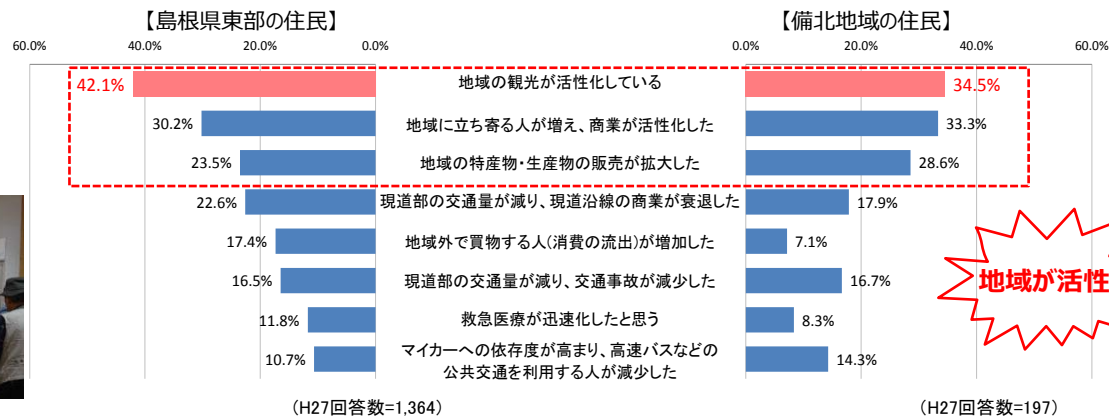 【島根県東部の住民】 【備北地域の住民】
60.0% 40.0% 20.0% 0.0% 0.0% 20.0% 40.0% 60.0%
42.1% 地域の観光が活性化している 34.5%
30.2% 地域に立ち寄る人が増え、商業が活性化した 33.3%
23.5% 地域の特産物・生産物の販売が拡大した 28.6%
22.6% 現道部の交通量が減り、現道沿線の商業が衰退した 17.9%
17.4% 地域外で買物する人(消費の流出)が増加した 7.1%
16.5% 現道部の交通量が減り、交通事故が減少した 16.7%
地域が活性
11.8% 救急医療が迅速化したと思う 8.3%
10.7% マイカーへの依存度が高まり、高速バスなどの 14.3%
公共交通を利用する人が減少した
(H27回答数=1,364) (H27回答数=197)